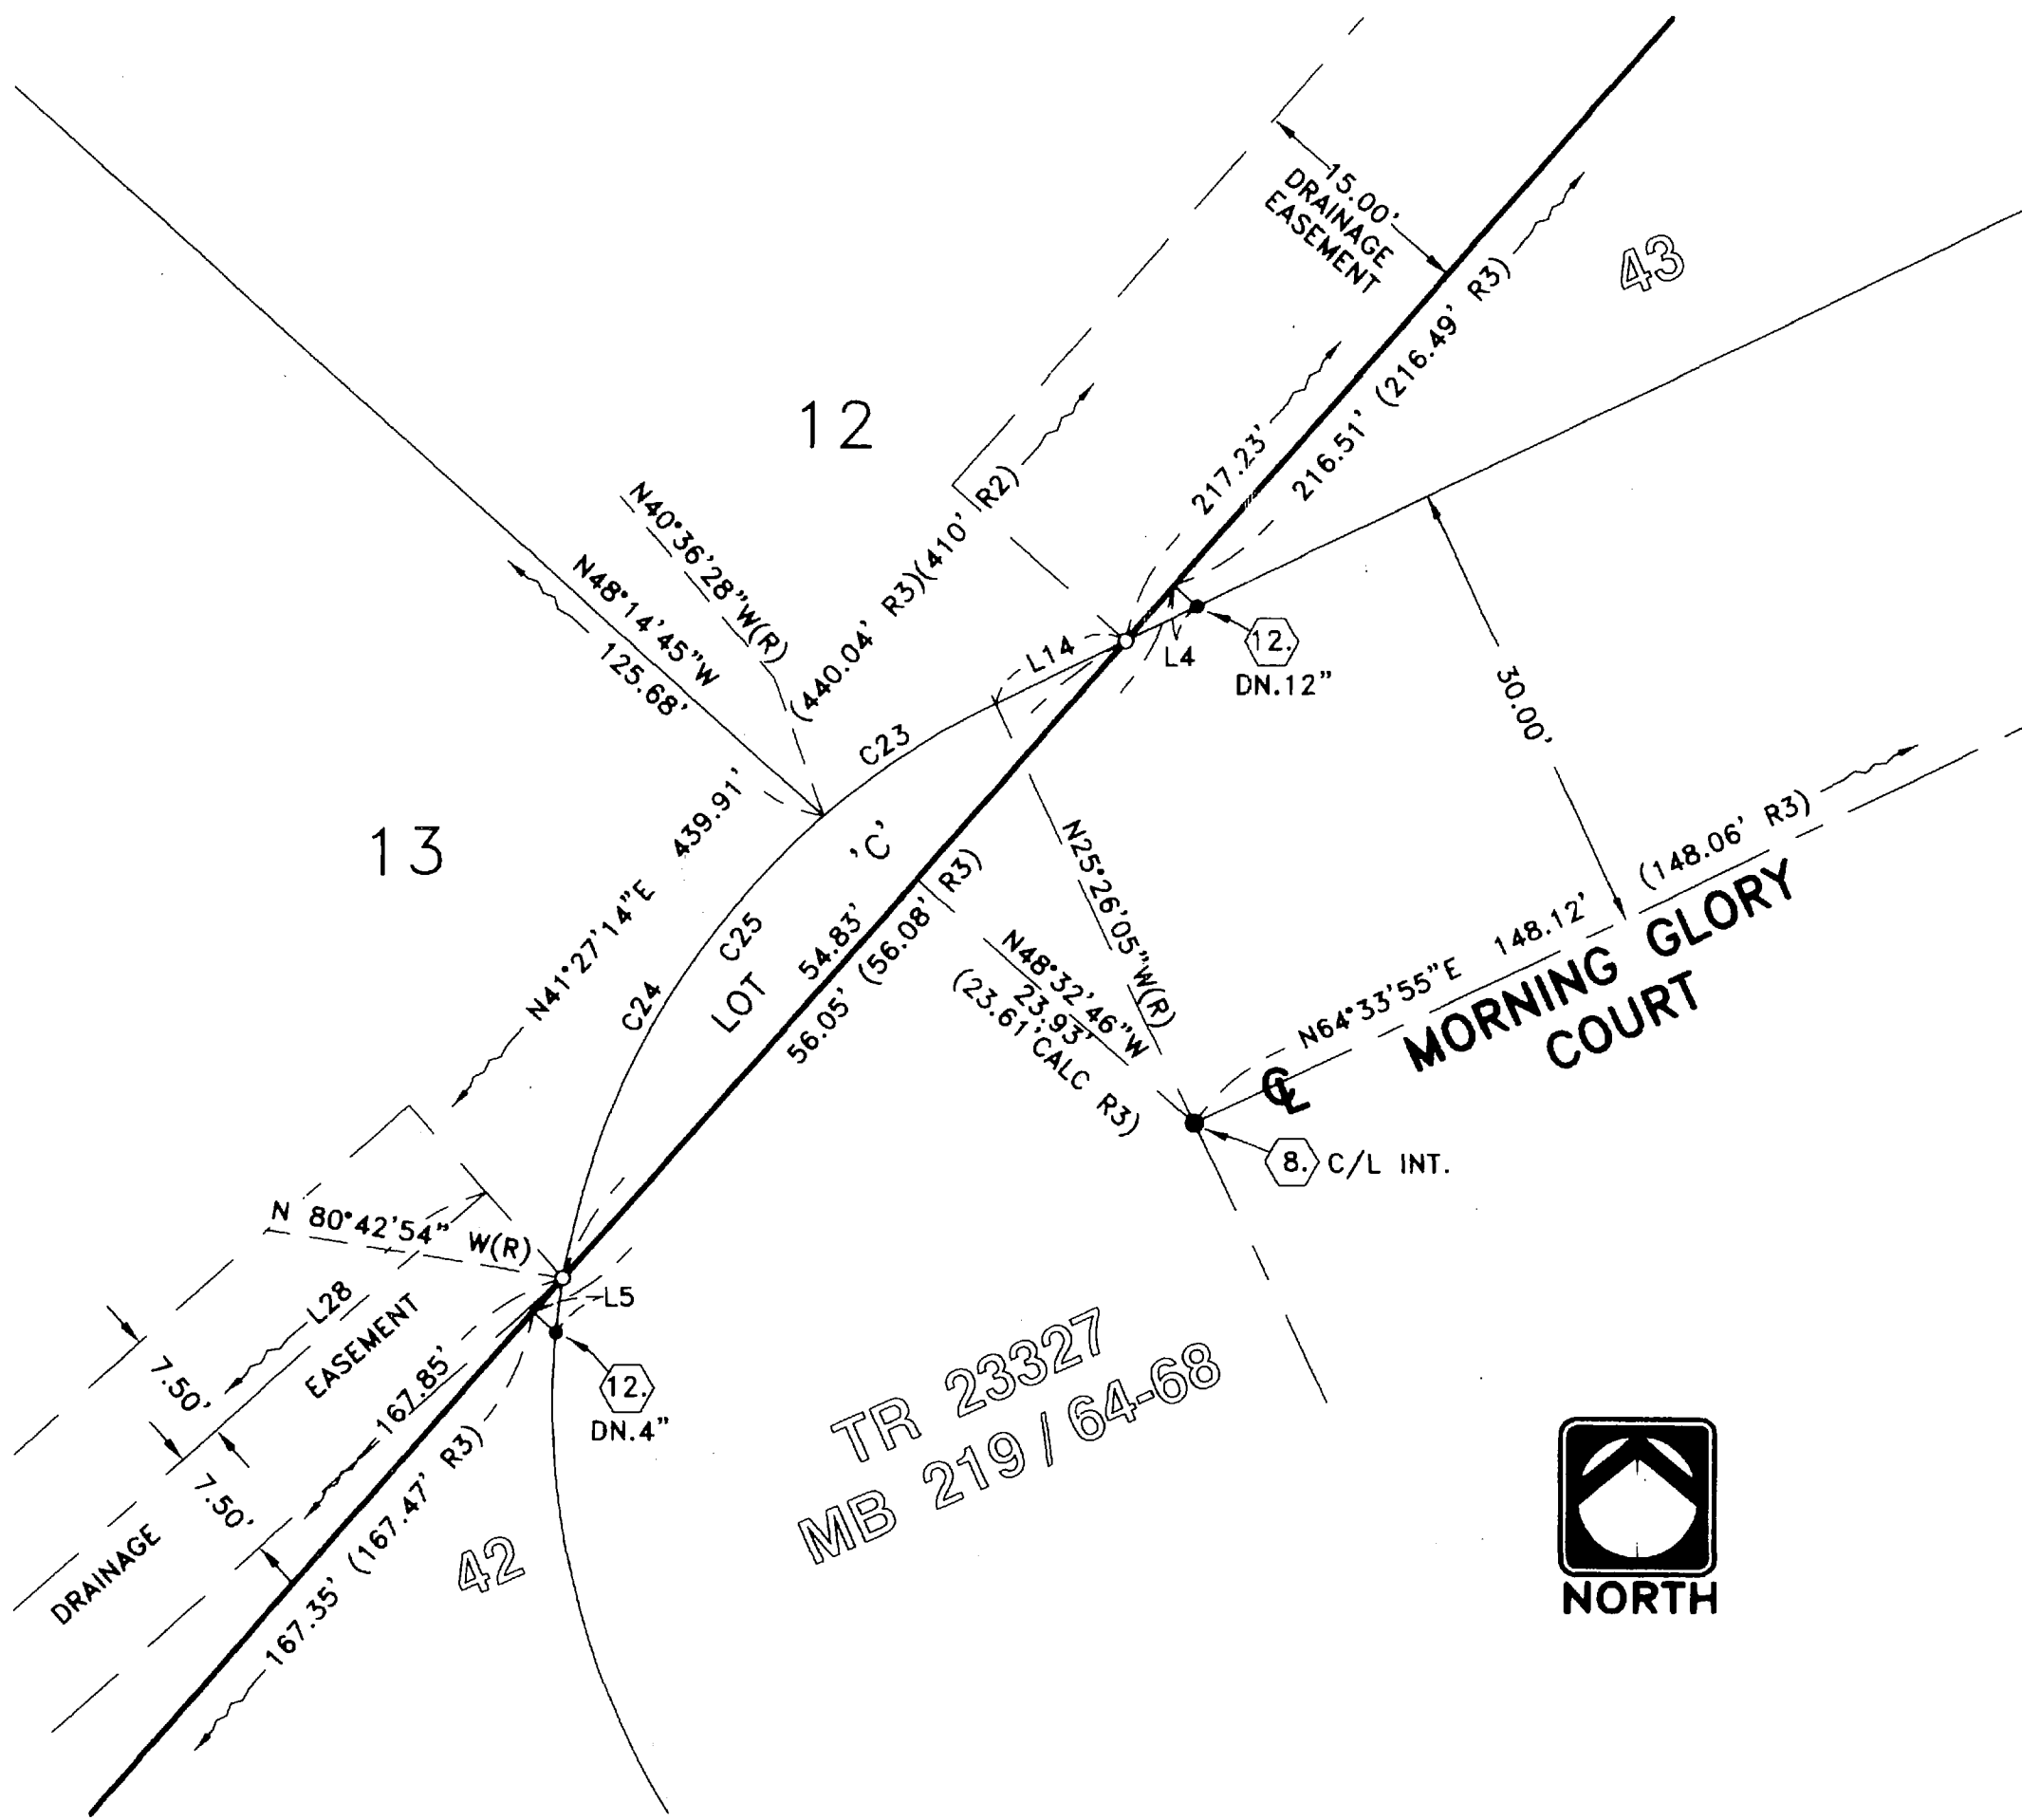 15.00'
DRAINAGE
EASEMENT
43
216.51' (216.49' R3)
217.23'
12
(440.04' R3)(410' R2)
N40°36'28"W(R)
N48°14'45"W
125.68'
L14
L4
12.
DN.12"
30.00'
C23
439.91'
N41°27'14"E
13
'C'
LOT
C25
C24
54.83'
56.05' (56.08' R3)
N25°26'05"W(R)
N48°32'46"W
23.93'
(23.61' CALC R3)
(148.06' R3)
N64°33'55"E 148.12'
MORNING GLORY
COURT
CL
8. C/L INT.
N 80°42'54" W(R)
L28
EASEMENT
L5
12.
DN.4"
7.50'
7.50'
167.85'
167.35' (167.47' R3)
DRAINAGE
42
TR 23327
MB 219 / 64-68
NORTH